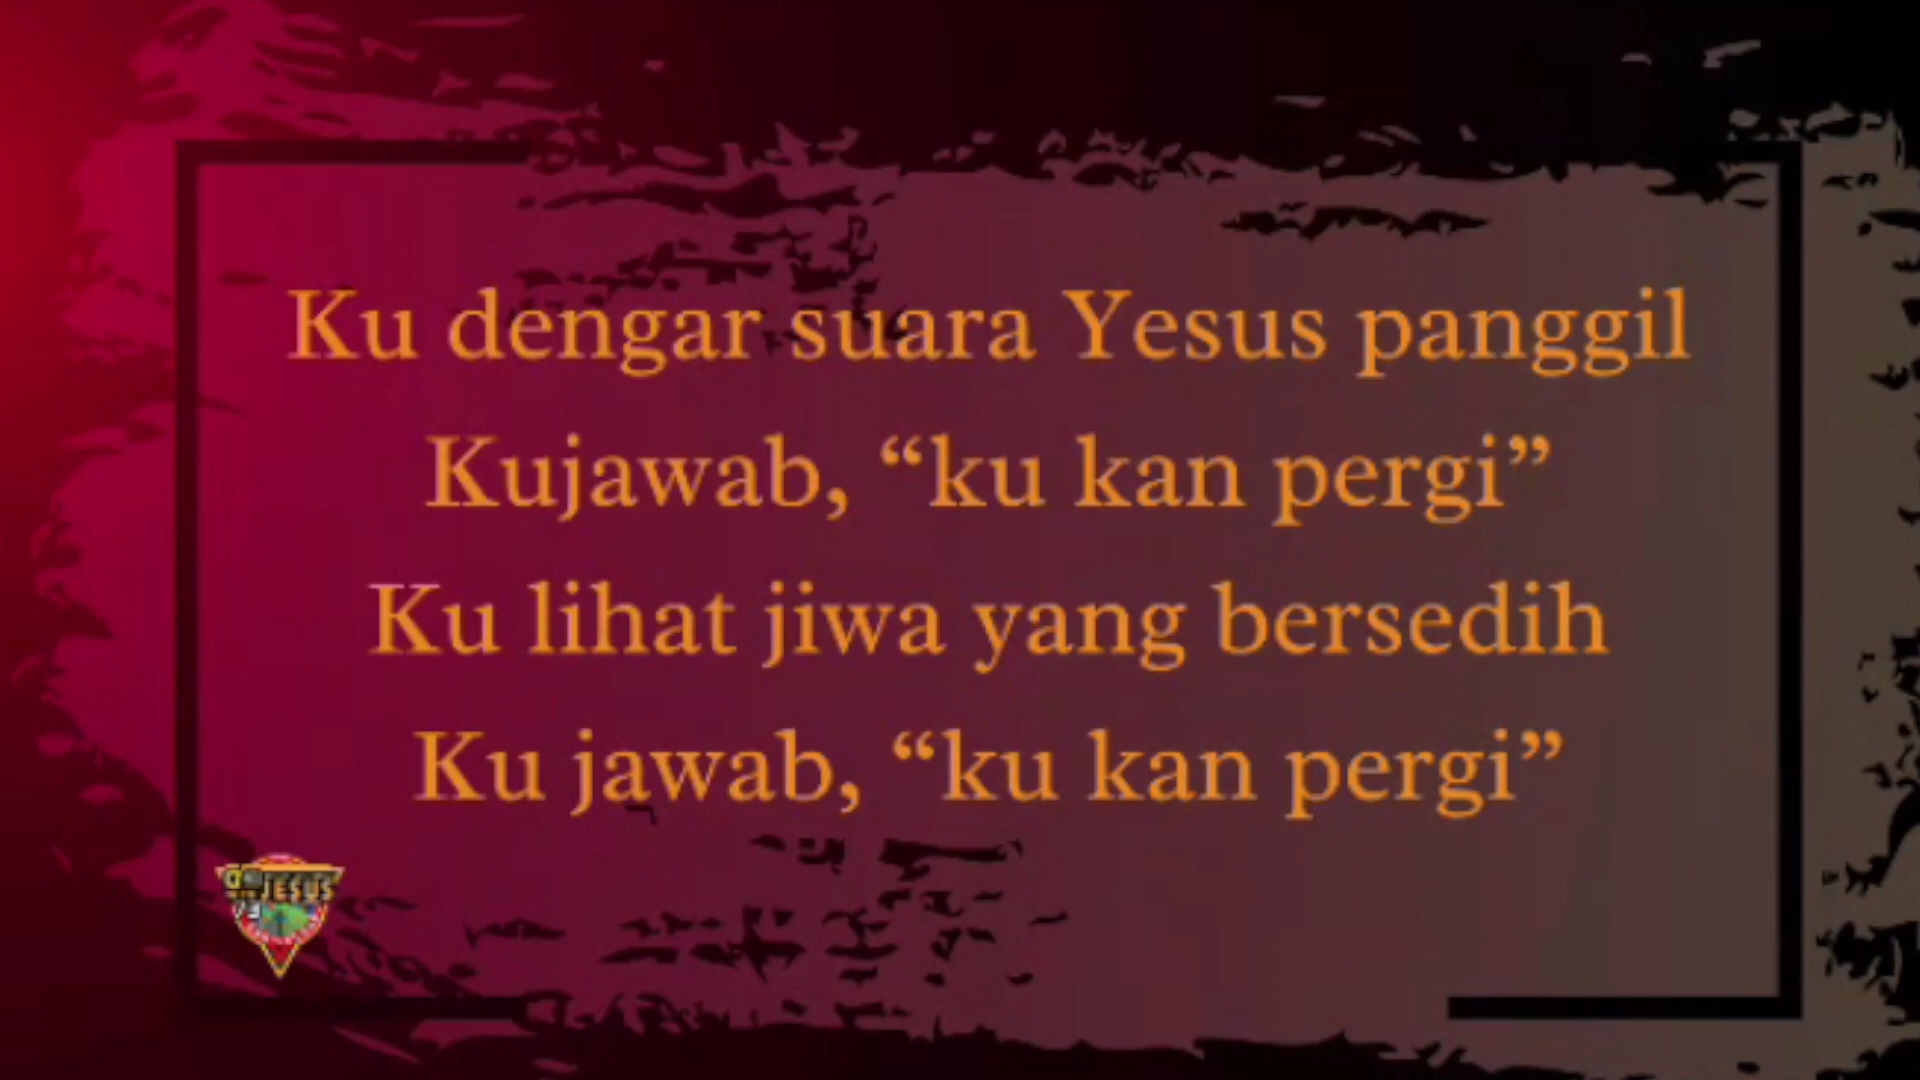 Ku dengar suara Yesus panggil
Kujawab, “ku kan pergi”
Ku lihat jiwa yang bersedih
Ku jawab, “ku kan pergi”
JESUS